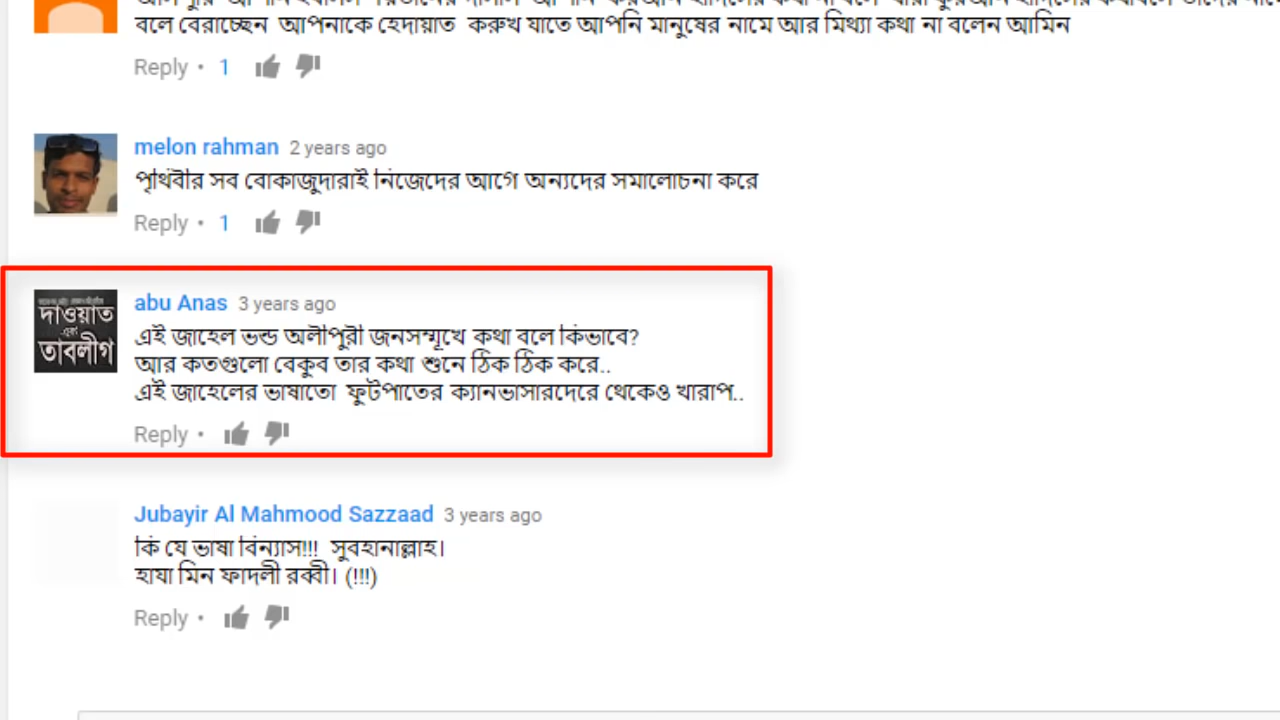 বলে বেরাচ্ছেন আপনাকে হেদায়াত করুখ যাতে আপনি মানুষের নামে আর মিথ্যা কথা না বলেন আমিন
Reply • 1
melon rahman 2 years ago
পৃথিবীর সব বোকাজুদারাই নিজেদের আগে অন্যদের সমালোচনা করে
Reply • 1
দাওয়াত
এবং
তাবলীগ
abu Anas 3 years ago
এই জাহেল ভন্ড অলীপুরী জনসম্মূখে কথা বলে কিভাবে?
আর কতগুলো বেকুব তার কথা শুনে ঠিক ঠিক করে..
এই জাহেলের ভাষাতো ফুটপাতের ক্যানভাসারদেরে থেকেও খারাপ..
Reply •
Jubayir Al Mahmood Sazzaad 3 years ago
কি যে ভাষা বিন্যাস!!! সুবহানাল্লাহ।
হাযা মিন ফাদলী রব্বী। (!!!)
Reply •